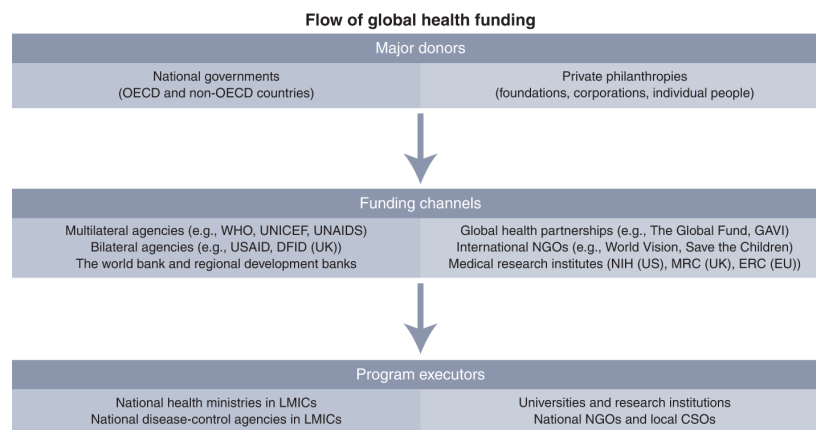 Flow of global health funding
Major donors
National governments
(OECD and non-OECD countries)
Private philanthropies
(foundations, corporations, individual people)
Funding channels
Multilateral agencies (e.g., WHO, UNICEF, UNAIDS)
Bilateral agencies (e.g., USAID, DFID (UK))
The world bank and regional development banks
Global health partnerships (e.g., The Global Fund, GAVI)
International NGOs (e.g., World Vision, Save the Children)
Medical research institutes (NIH (US), MRC (UK), ERC (EU))
Program executors
National health ministries in LMICs
National disease-control agencies in LMICs
Universities and research institutions
National NGOs and local CSOs